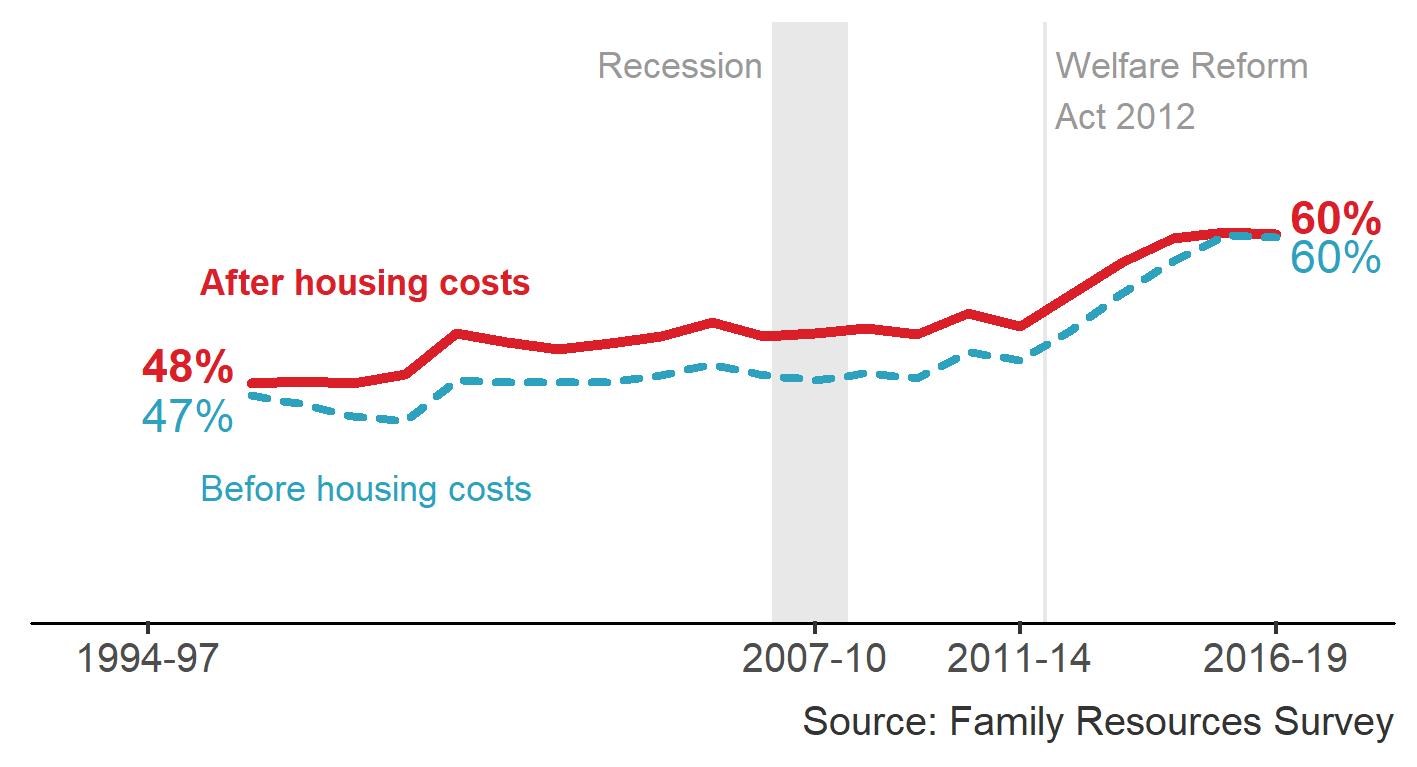 Recession
Welfare Reform
Act 2012
60%
60%
After housing costs
48%
47%
Before housing costs
1994-97
2007-10
2011-14
2016-19
Source: Family Resources Survey